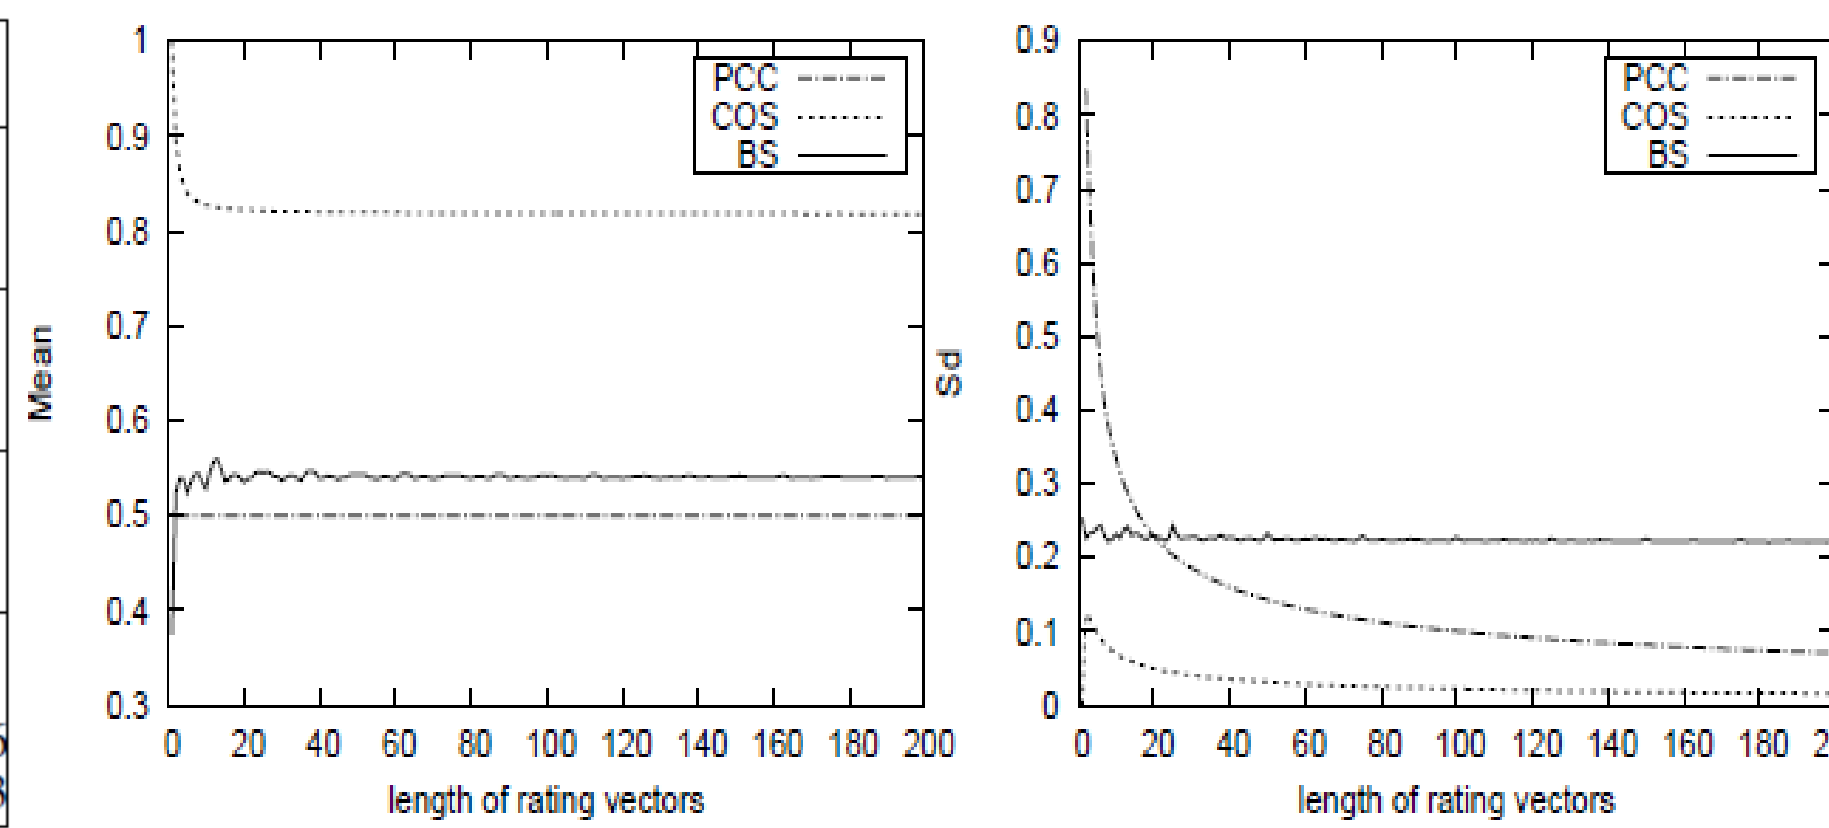 1
0.9
0.8
0.7
0.6
0.5
0.4
0.3
Mean
PCC
COS
BS
0 20 40 60 80 100 120 140 160 180 200
length of rating vectors
0.9
0.8
0.7
0.6
0.5
0.4
0.3
0.2
0.1
0
Sd
PCC
COS
BS
0 20 40 60 80 100 120 140 160 180
length of rating vectors